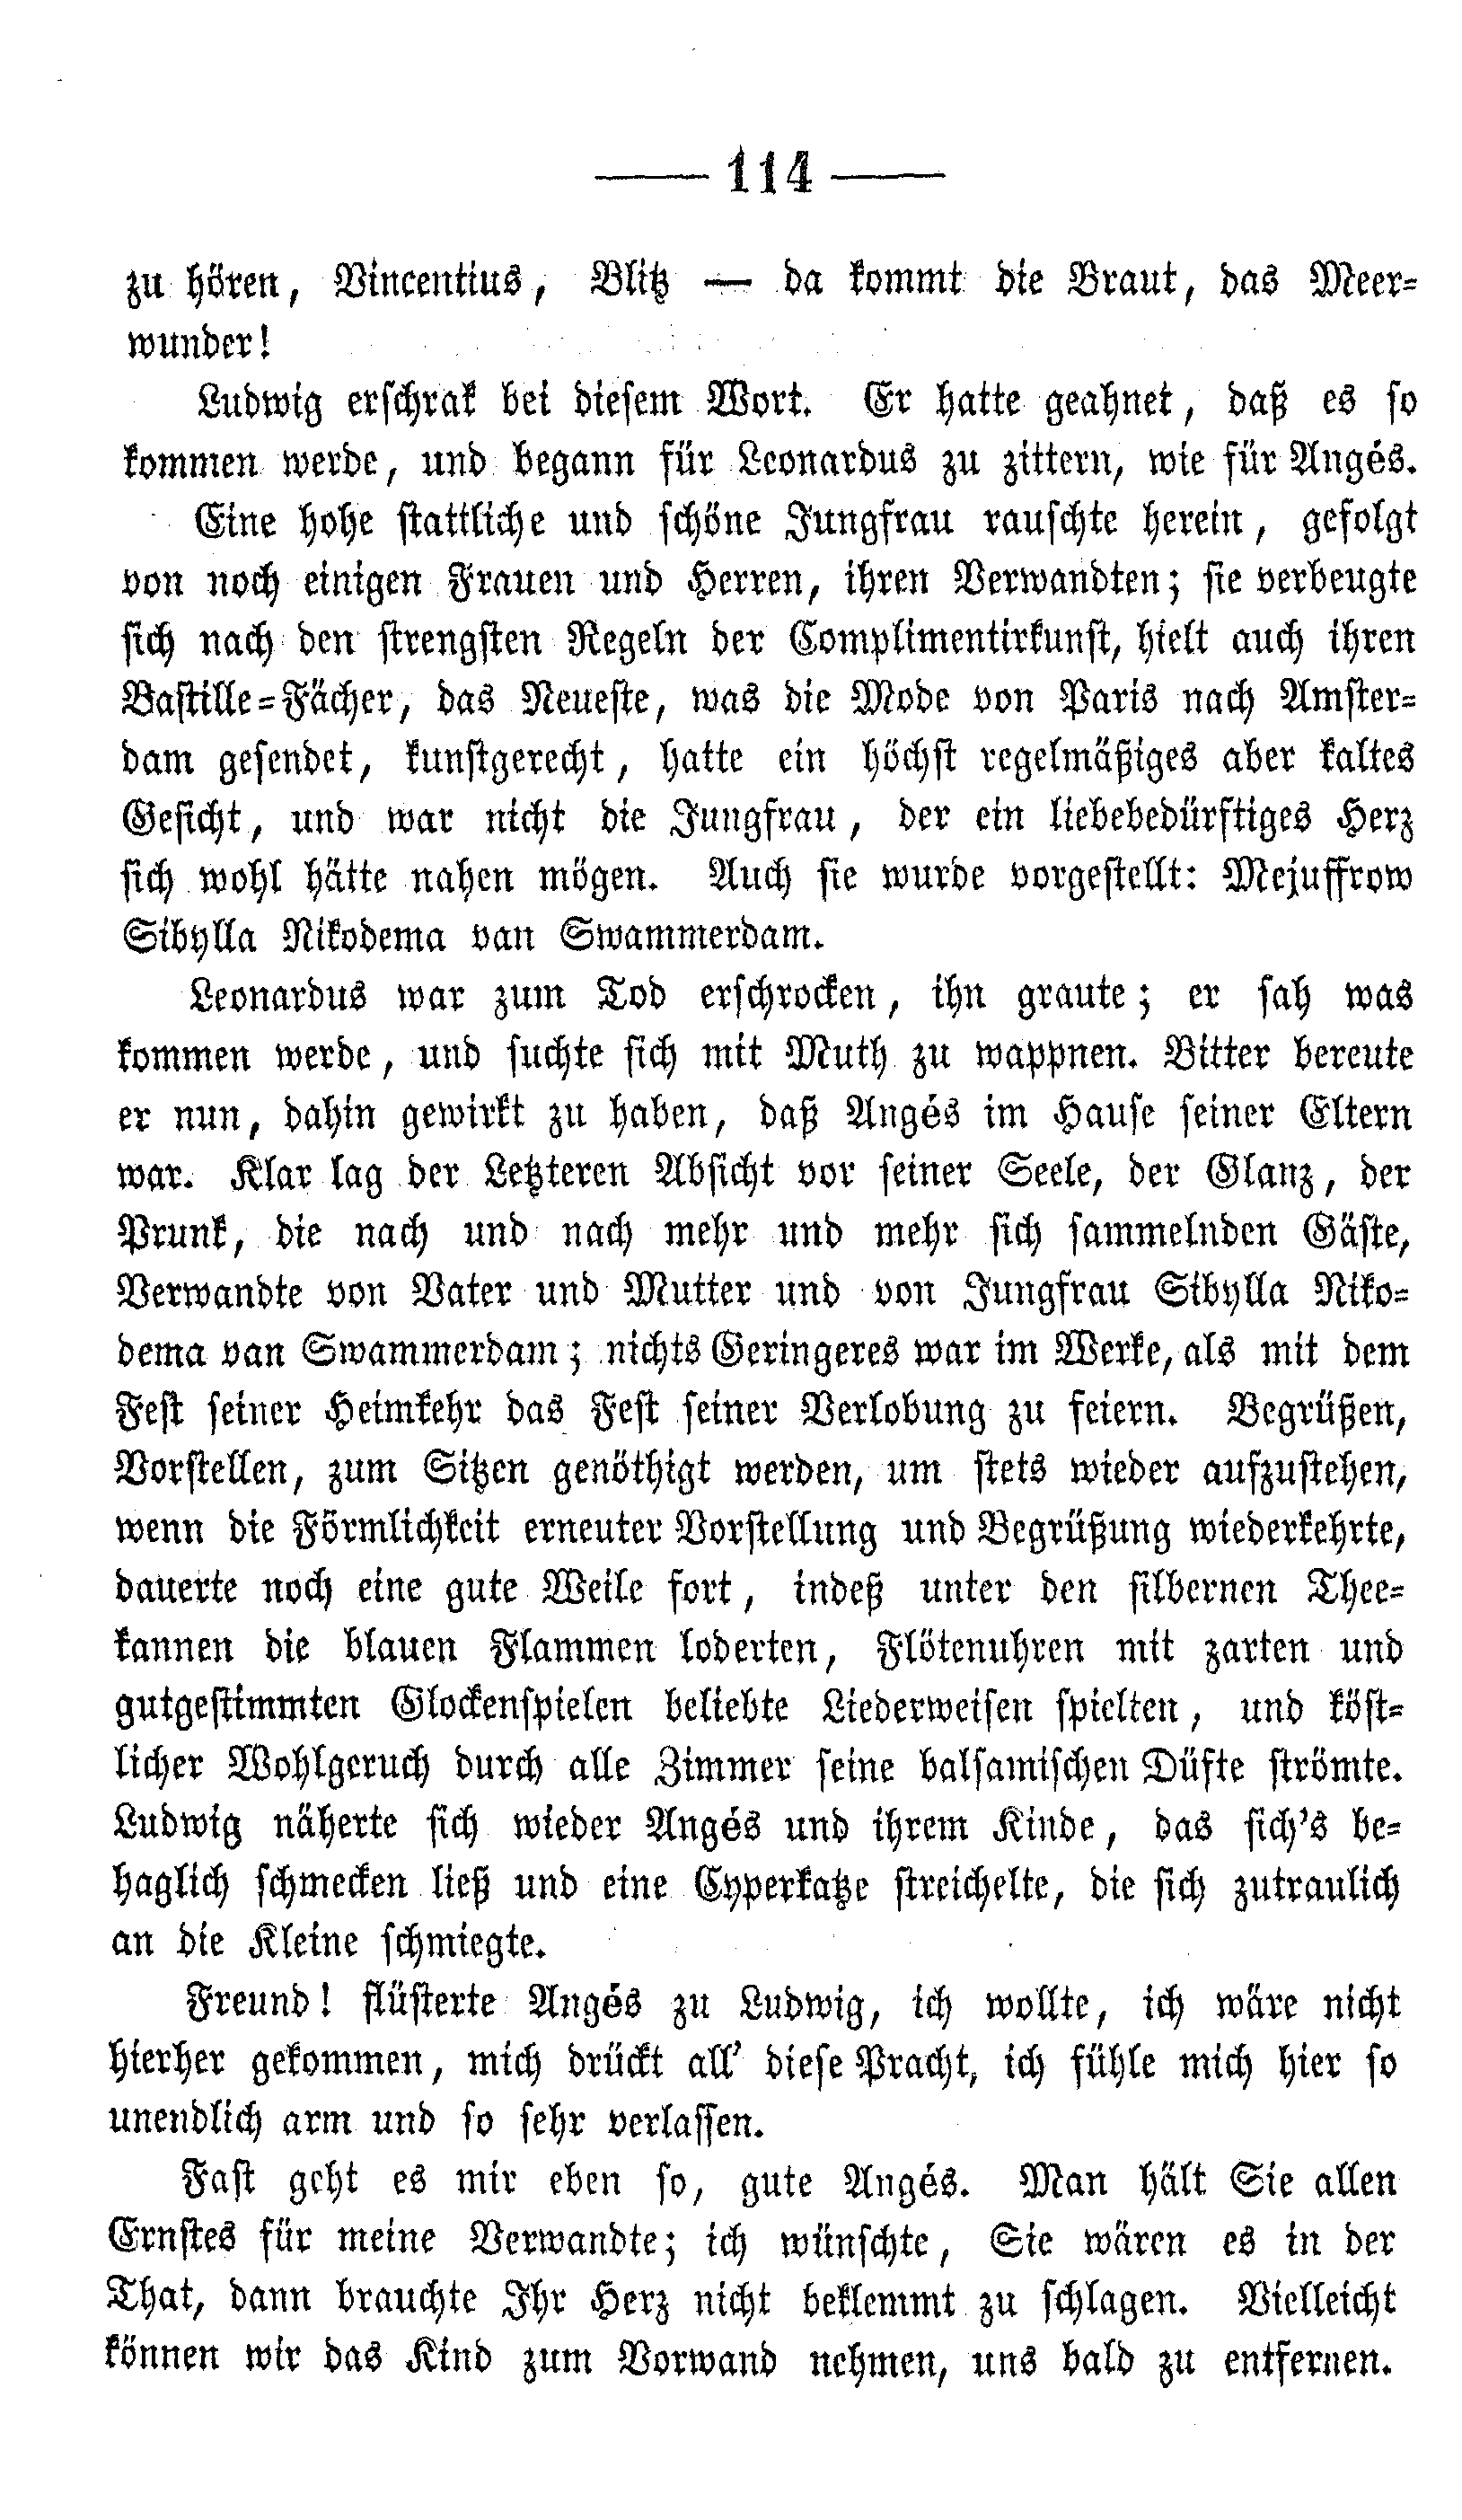 — 114 —
zu hören, Vincentius, Blitz — da kommt die Braut, das Meer-
wunder!
Ludwig erschrak bei diesem Wort. Er hatte geahnet, daß es so
kommen werde, und begann für Leonardus zu zittern, wie für Angés.
Eine hohe stattliche und schöne Jungfrau rauschte herein, gefolgt
von noch einigen Frauen und Herren, ihren Verwandten; sie verbeugte
sich nach den strengsten Regeln der Complimentirkunst, hielt auch ihren
Bastille-Fächer, das Neueste, was die Mode von Paris nach Amster-
dam gesendet, kunstgerecht, hatte ein höchst regelmäßiges aber kaltes
Gesicht, und war nicht die Jungfrau, der ein liebebedürftiges Herz
sich wohl hätte nahen mögen. Auch sie wurde vorgestellt: Mejuffrow
Sibylla Nikodema van Swammerdam.
Leonardus war zum Tod erschrocken, ihn graute; er sah was
kommen werde, und suchte sich mit Muth zu wappnen. Bitter bereute
er nun, dahin gewirkt zu haben, daß Angés im Hause seiner Eltern
war. Klar lag der Letzteren Absicht vor seiner Seele, der Glanz, der
Prunk, die nach und nach mehr und mehr sich sammelnden Gäste,
Verwandte von Vater und Mutter und von Jungfrau Sibylla Niko-
dema van Swammerdam; nichts Geringeres war im Werke, als mit dem
Fest seiner Heimkehr das Fest seiner Verlobung zu feiern. Begrüßen,
Vorstellen, zum Sitzen genöthigt werden, um stets wieder aufzustehen,
wenn die Förmlichkeit erneuter Vorstellung und Begrüßung wiederkehrte,
dauerte noch eine gute Weile fort, indeß unter den silbernen Thee-
kannen die blauen Flammen loderten, Flötenuhren mit zarten und
gutgestimmten Glockenspielen beliebte Liederweisen spielten, und köst-
licher Wohlgeruch durch alle Zimmer seine balsamischen Düfte strömte.
Ludwig näherte sich wieder Angés und ihrem Kinde, das sich's be-
haglich schmecken ließ und eine Cyperkatze streichelte, die sich zutraulich
an die Kleine schmiegte.
Freund! flüsterte Angés zu Ludwig, ich wollte, ich wäre nicht
hierher gekommen, mich drückt all' diese Pracht, ich fühle mich hier so
unendlich arm und so sehr verlassen.
Fast geht es mir eben so, gute Angés. Man hält Sie allen
Ernstes für meine Verwandte; ich wünschte, Sie wären es in der
That, dann brauchte Ihr Herz nicht beklemmt zu schlagen. Vielleicht
können wir das Kind zum Vorwand nehmen, uns bald zu entfernen.